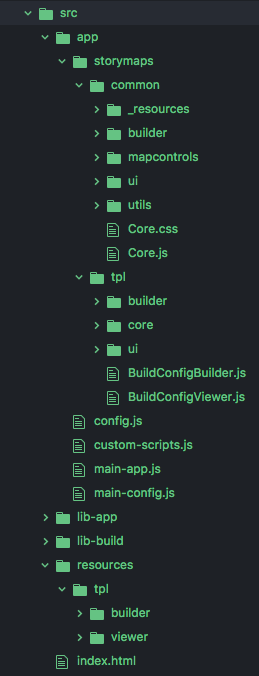 src
app
storymaps
common
_resources
builder
mapcontrols
ui
utils
Core.css
Core.js
tpl
builder
core
ui
BuildConfigBuilder.js
BuildConfigViewer.js
config.js
custom-scripts.js
main-app.js
main-config.js
lib-app
lib-build
resources
tpl
builder
viewer
index.html